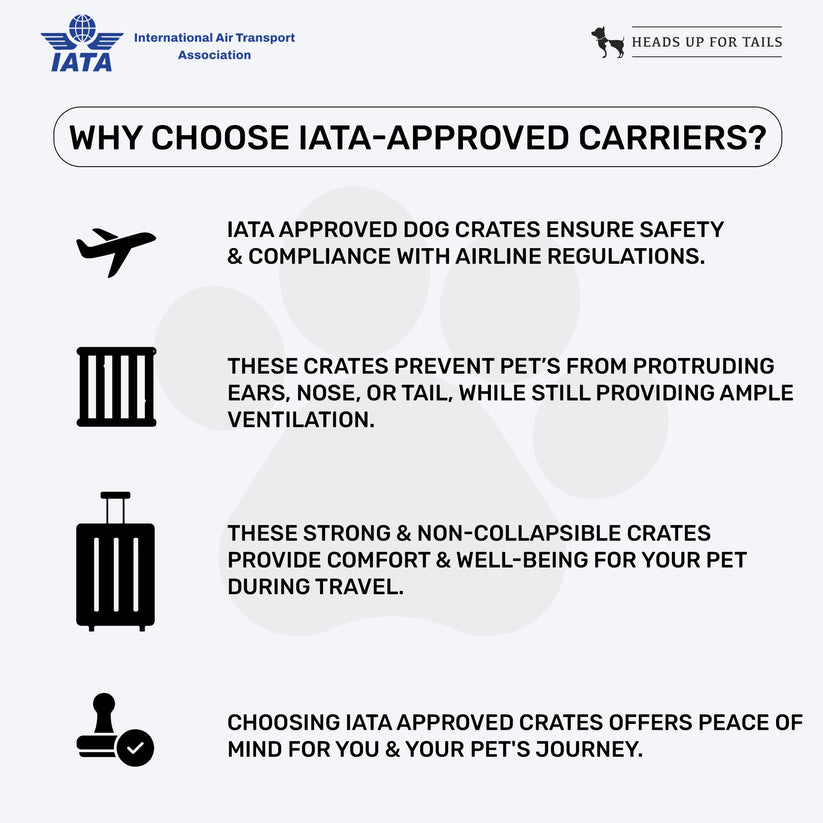 IATA
International Air Transport
Association
HEADS UP FOR TAILS
WHY CHOOSE IATA-APPROVED CARRIERS?
IATA APPROVED DOG CRATES ENSURE SAFETY
& COMPLIANCE WITH AIRLINE REGULATIONS.
THESE CRATES PREVENT PET’S FROM PROTRUDING
EARS, NOSE, OR TAIL, WHILE STILL PROVIDING AMPLE
VENTILATION.
THESE STRONG & NON-COLLAPSIBLE CRATES
PROVIDE COMFORT & WELL-BEING FOR YOUR PET
DURING TRAVEL.
CHOOSING IATA APPROVED CRATES OFFERS PEACE OF
MIND FOR YOU & YOUR PET'S JOURNEY.